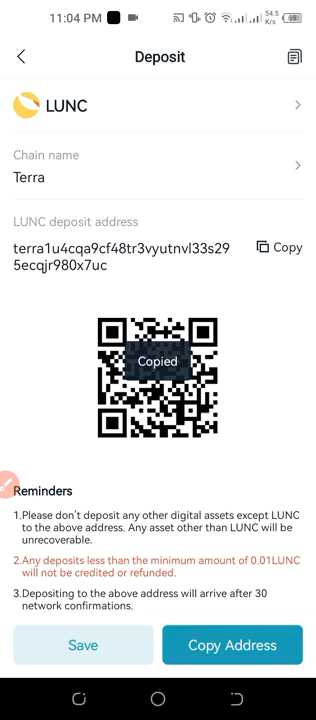 11:04 PM
54.5
K/s
Deposit
LUNC
Chain name
Terra
LUNC deposit address
terra1u4cqa9cf48tr3vyutnvl33s29
5ecqjr980x7uc
Copy
Copied
Reminders
1.Please don't deposit any other digital assets except LUNC
to the above address. Any asset other than LUNC will be
unrecoverable.
2.Any deposits less than the minimum amount of 0.01LUNC
will not be credited or refunded.
3.Depositing to the above address will arrive after 30
network confirmations.
Save
Copy Address